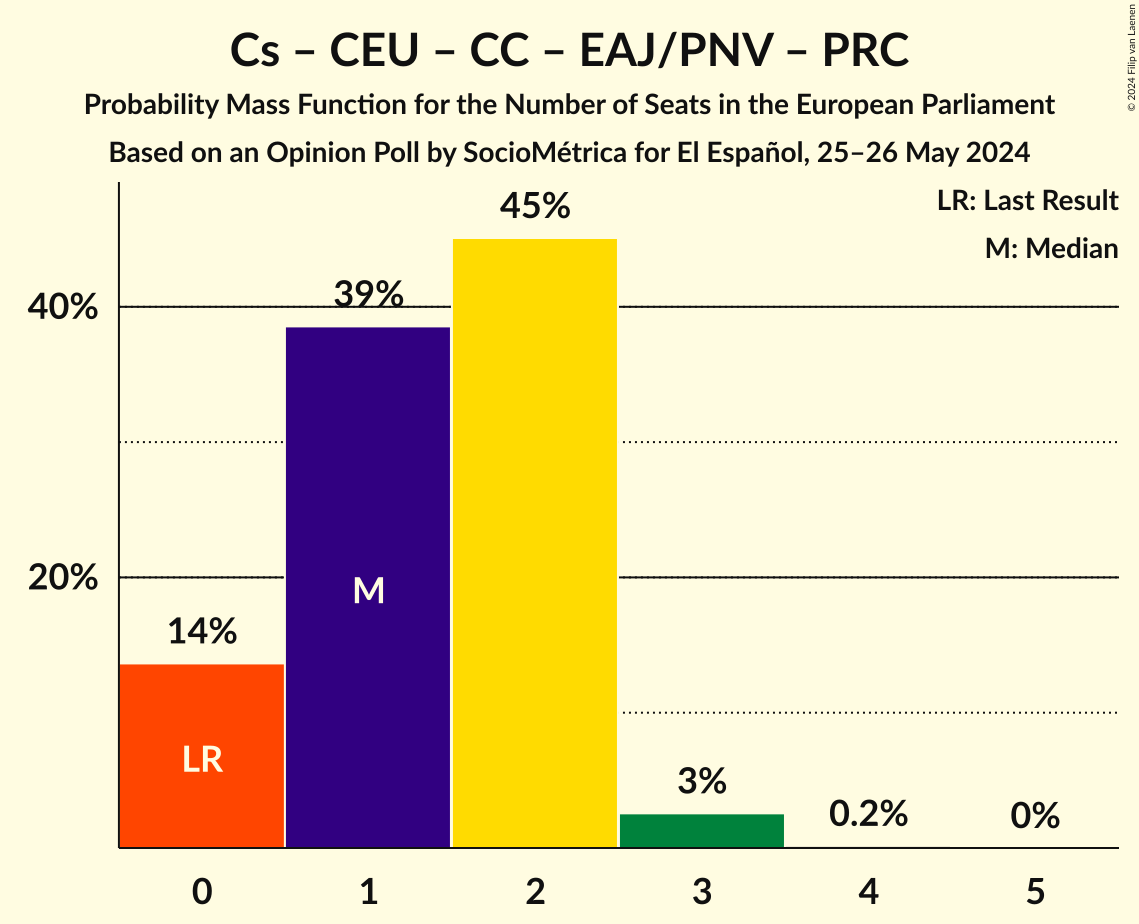 Cs – CEU – CC – EAJ/PNV – PRC
Probability Mass Function for the Number of Seats in the European Parliament
Based on an Opinion Poll by SocioMétrica for El Español, 25–26 May 2024
© 2024 Filip van Laenen
LR: Last Result
M: Median
45%
39%
40%
20%
M
14%
LR
3%
0.2%
0%
0 1 2 3 4 5